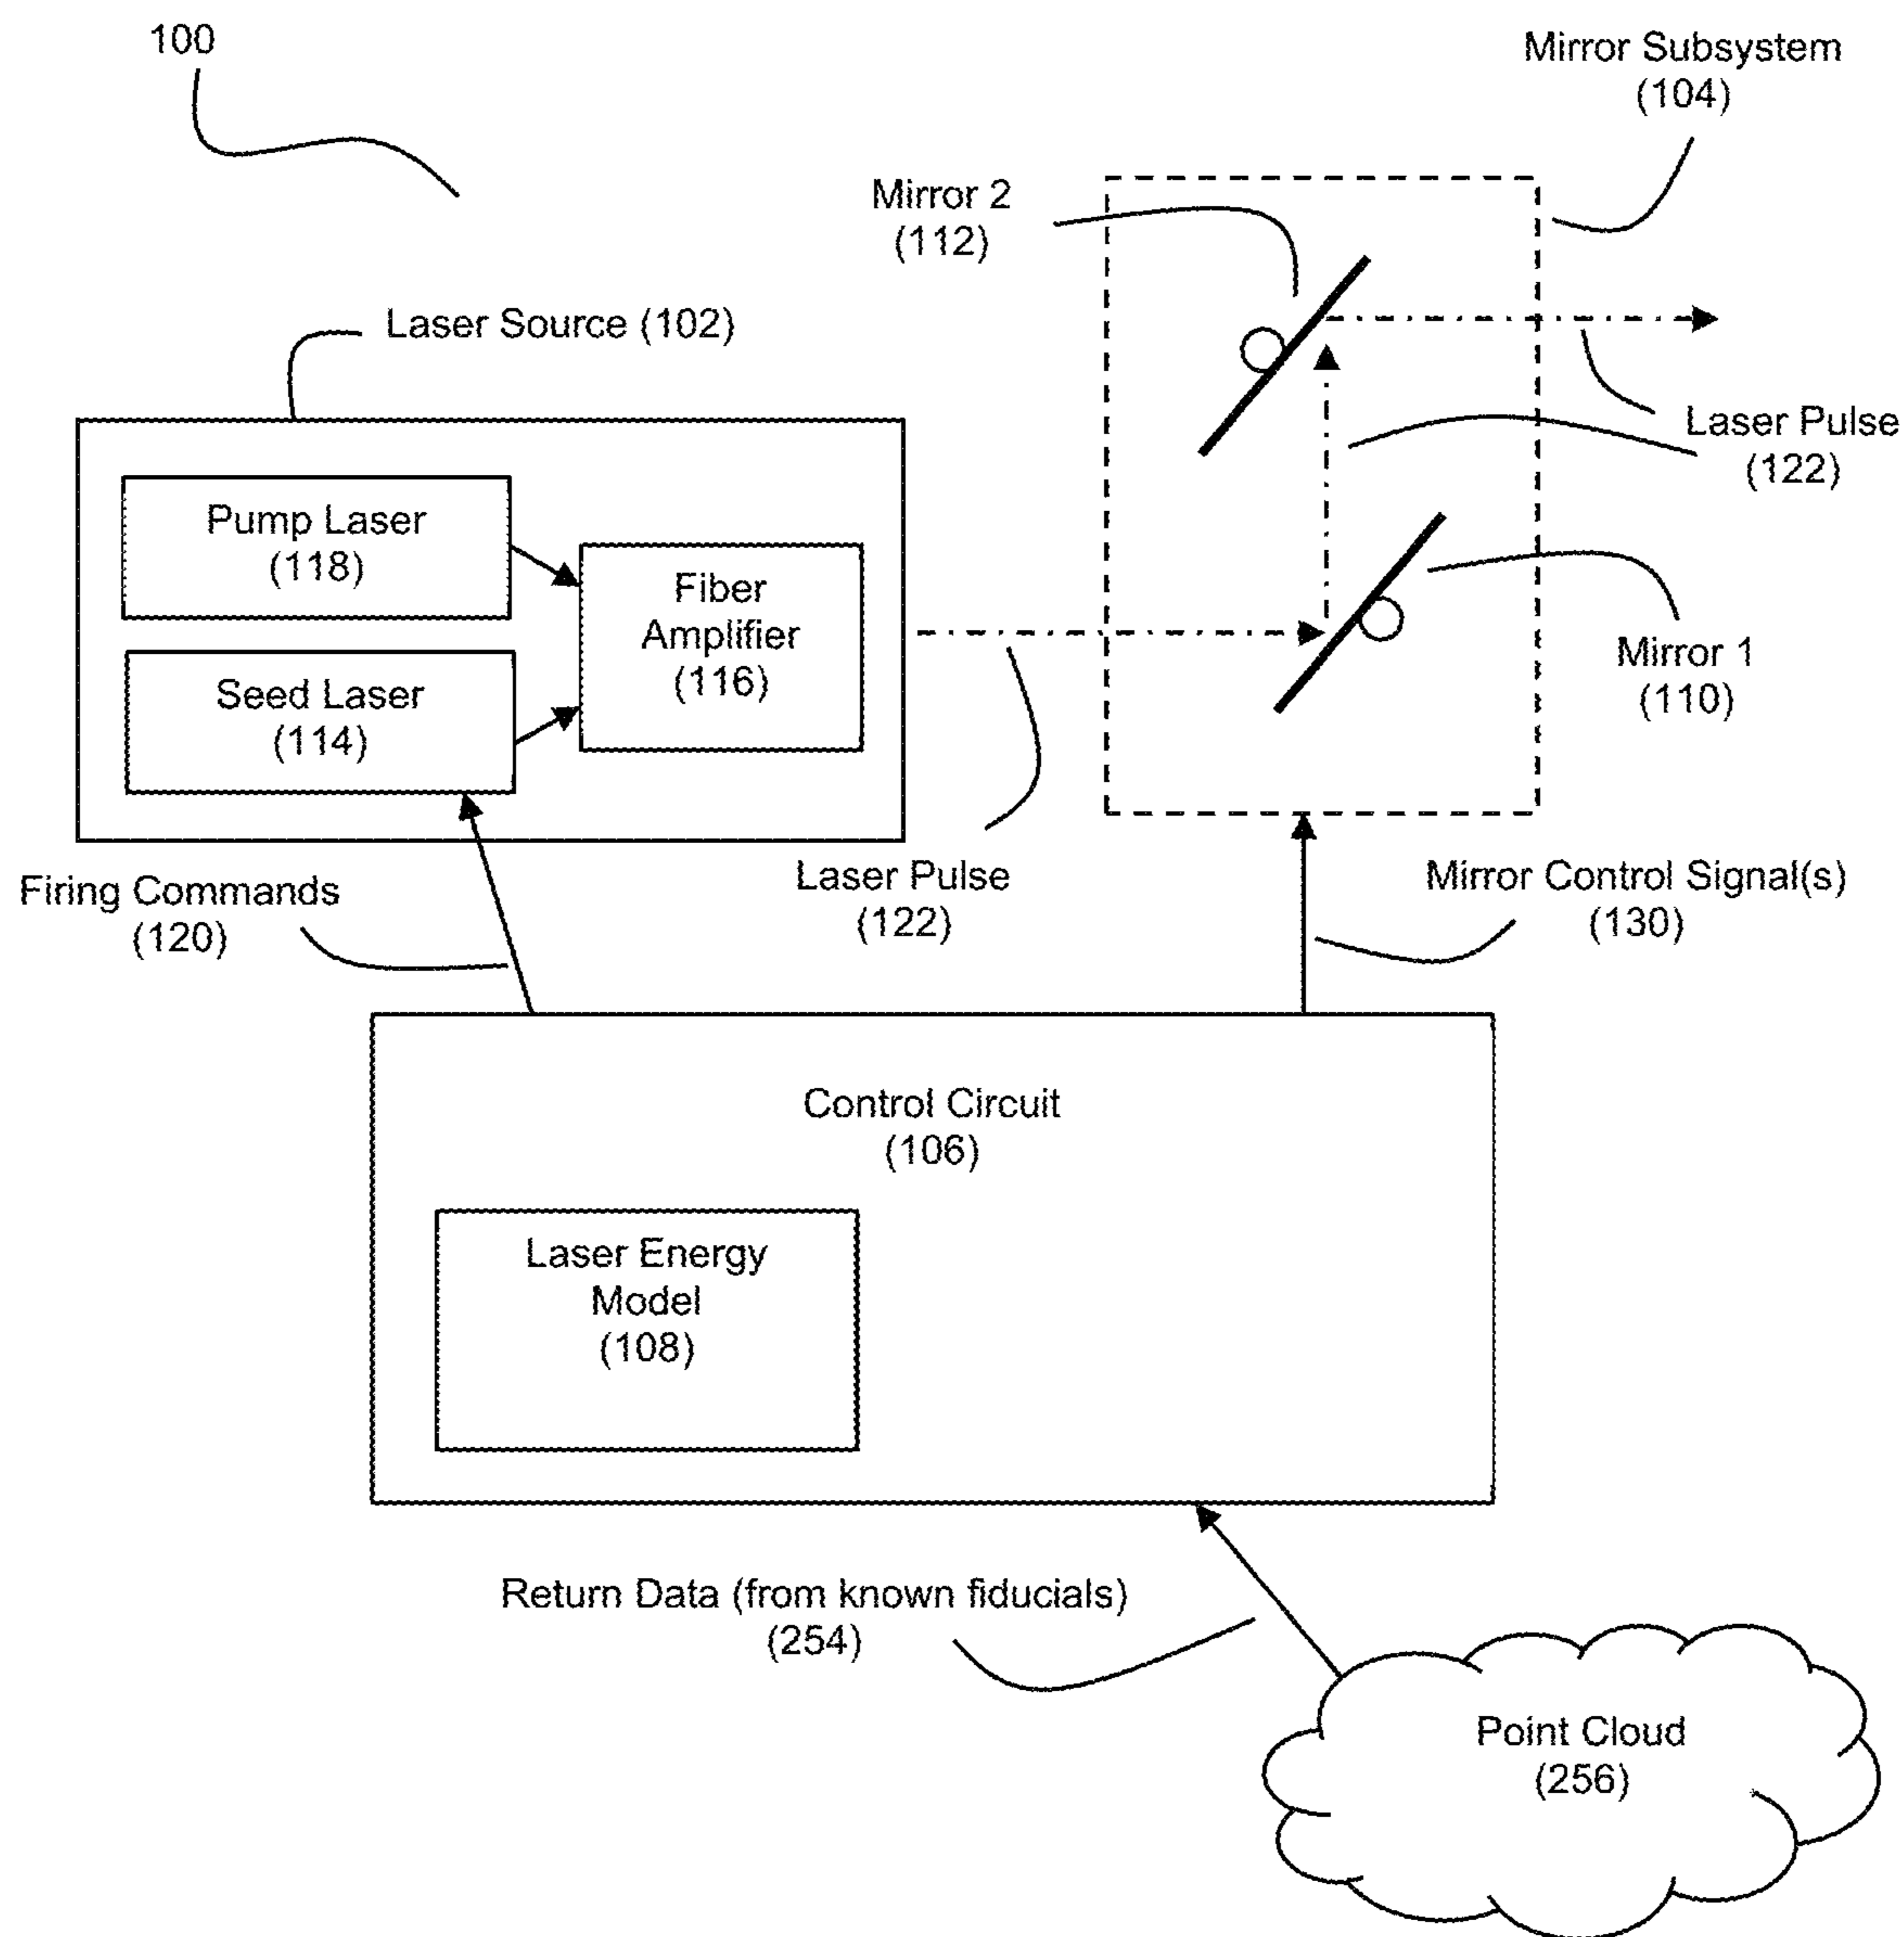 100
Mirror Subsystem
(104)
Mirror 2
(112)
Laser Source (102)
Laser Pulse
(122)
Pump Laser
(118)
Fiber
Amplifier
(116)
Seed Laser
(114)
Mirror 1
(110)
Firing Commands
(120)
Laser Pulse
(122)
Mirror Control Signal(s)
(130)
Control Circuit
(106)
Laser Energy
Model
(108)
Return Data (from known fiducials)
(254)
Point Cloud
(256)